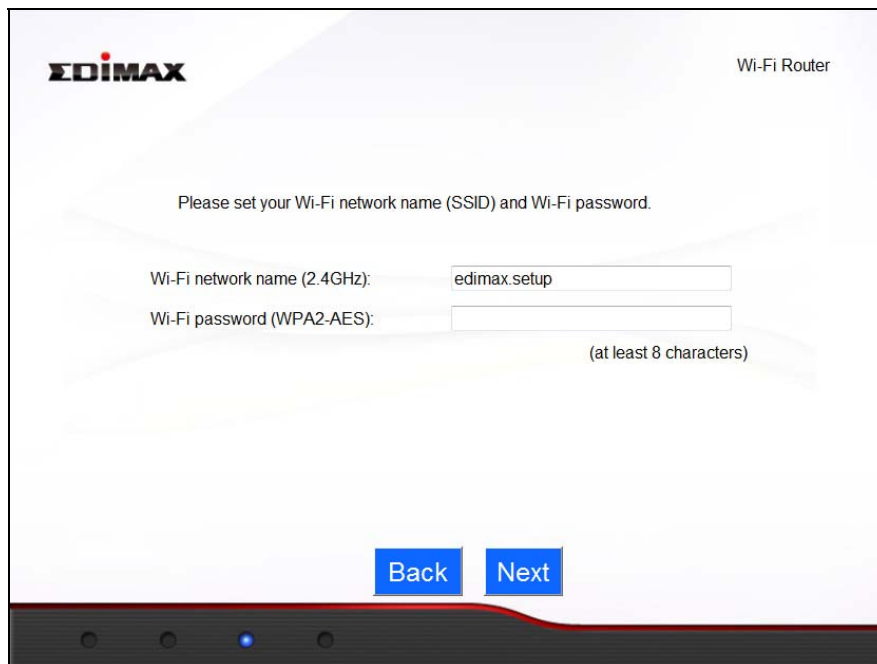 EDIMAX
Wi-Fi Router
Please set your Wi-Fi network name (SSID) and Wi-Fi password.
Wi-Fi network name (2.4GHz): edimax.setup
Wi-Fi password (WPA2-AES):
(at least 8 characters)
Back Next